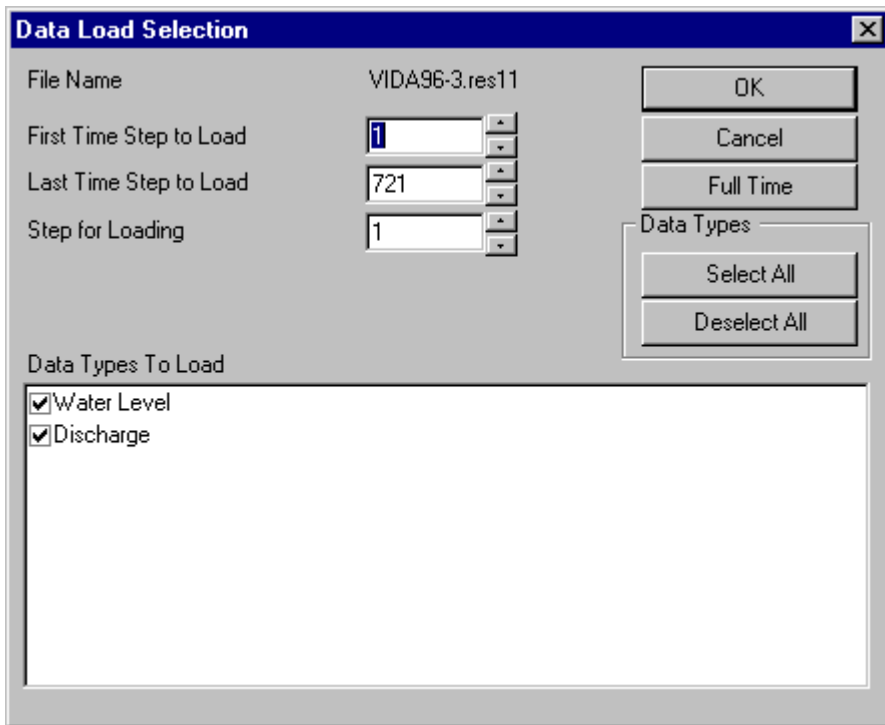 Data Load Selection
File Name VIDA96-3.res11
OK
First Time Step to Load 1
Cancel
Last Time Step to Load 721
Full Time
Step for Loading 1
Data Types
Select All
Deselect All
Data Types To Load
Water Level
Discharge